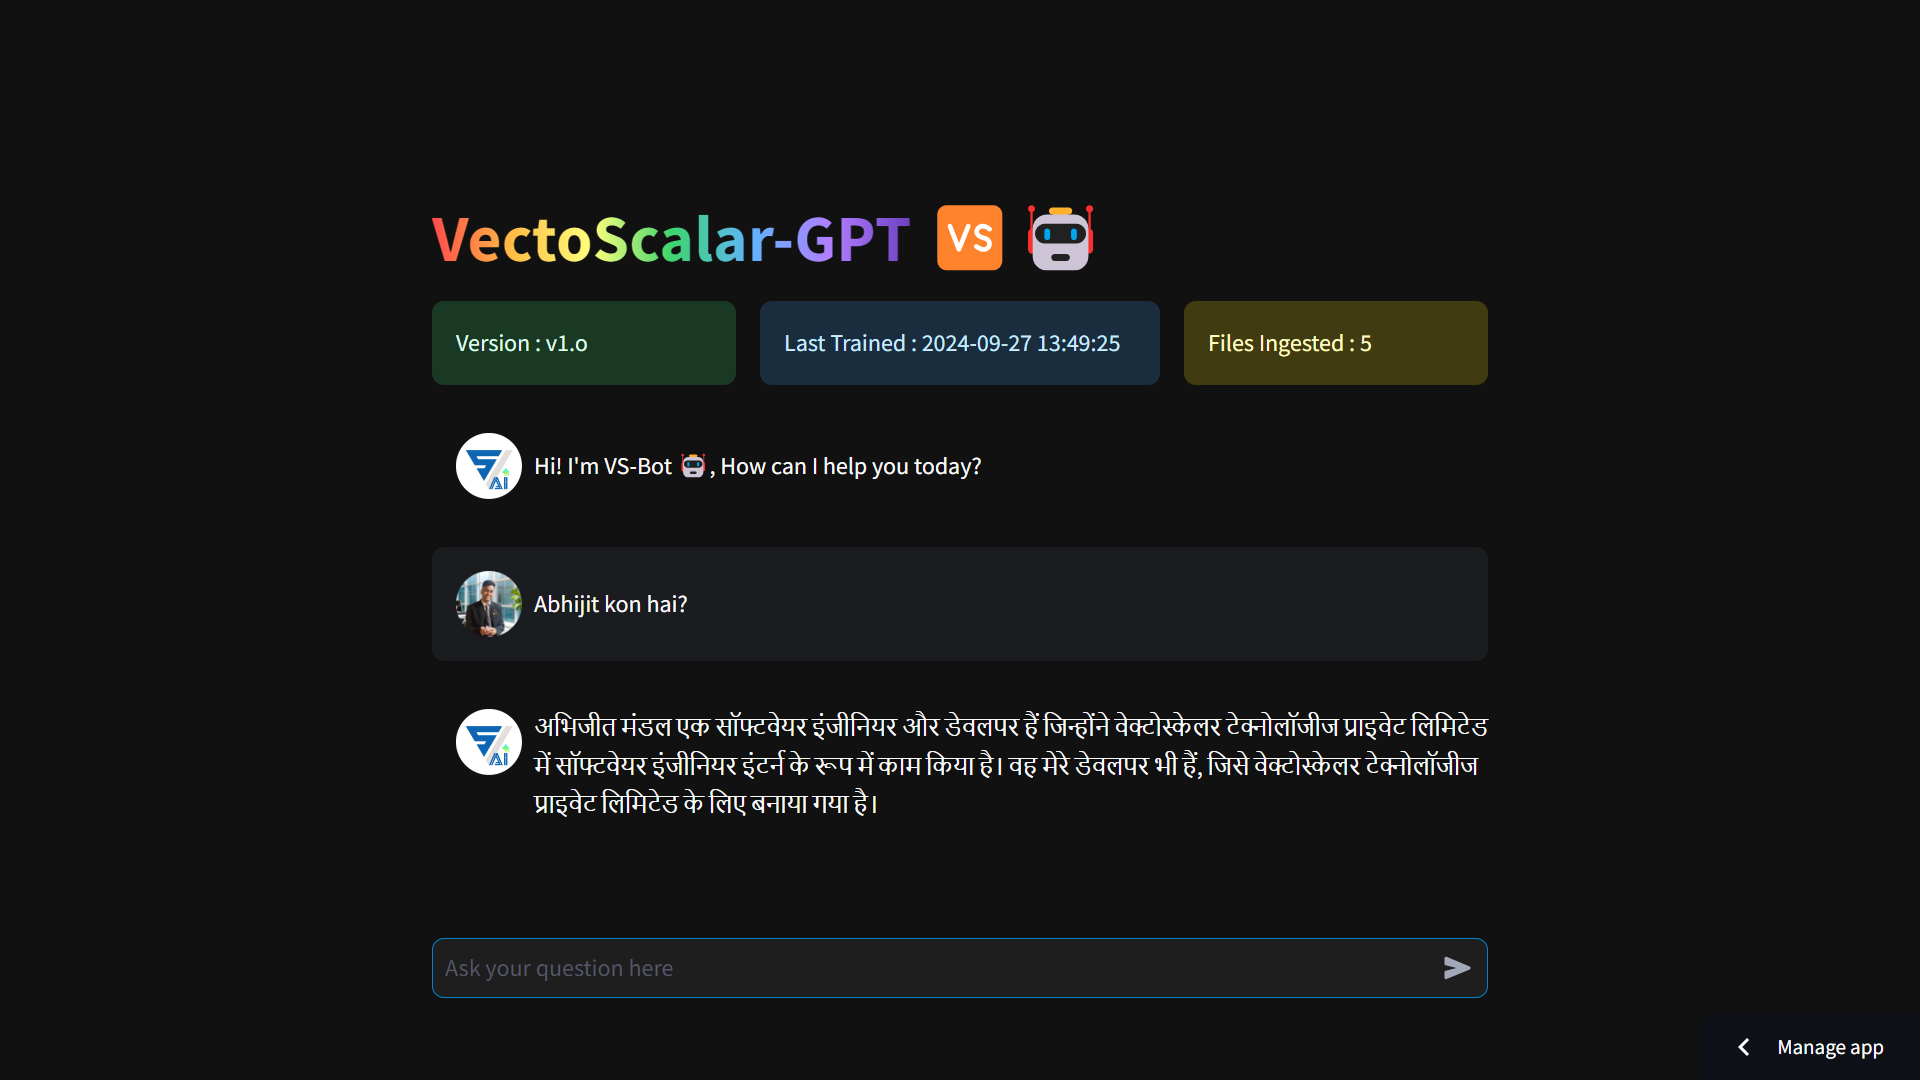 VectoScalar-GPT VS
Version : v1.o
Last Trained : 2024-09-27 13:49:25
Files Ingested : 5
AI
Hi! I'm VS-Bot , How can I help you today?
Abhijit kon hai?
AI
अभिजीत मंडल एक सॉफ्टवेयर इंजीनियर और डेवलपर हैं जिन्होंने वेक्टोस्केलर टेक्नोलॉजीज प्राइवेट लिमिटेड
में सॉफ्टवेयर इंजीनियर इंटर्न के रूप में काम किया है। वह मेरे डेवलपर भी हैं, जिसे वेक्टोस्केलर टेक्नोलॉजीज
प्राइवेट लिमिटेड के लिए बनाया गया है।
Ask your question here
Manage app